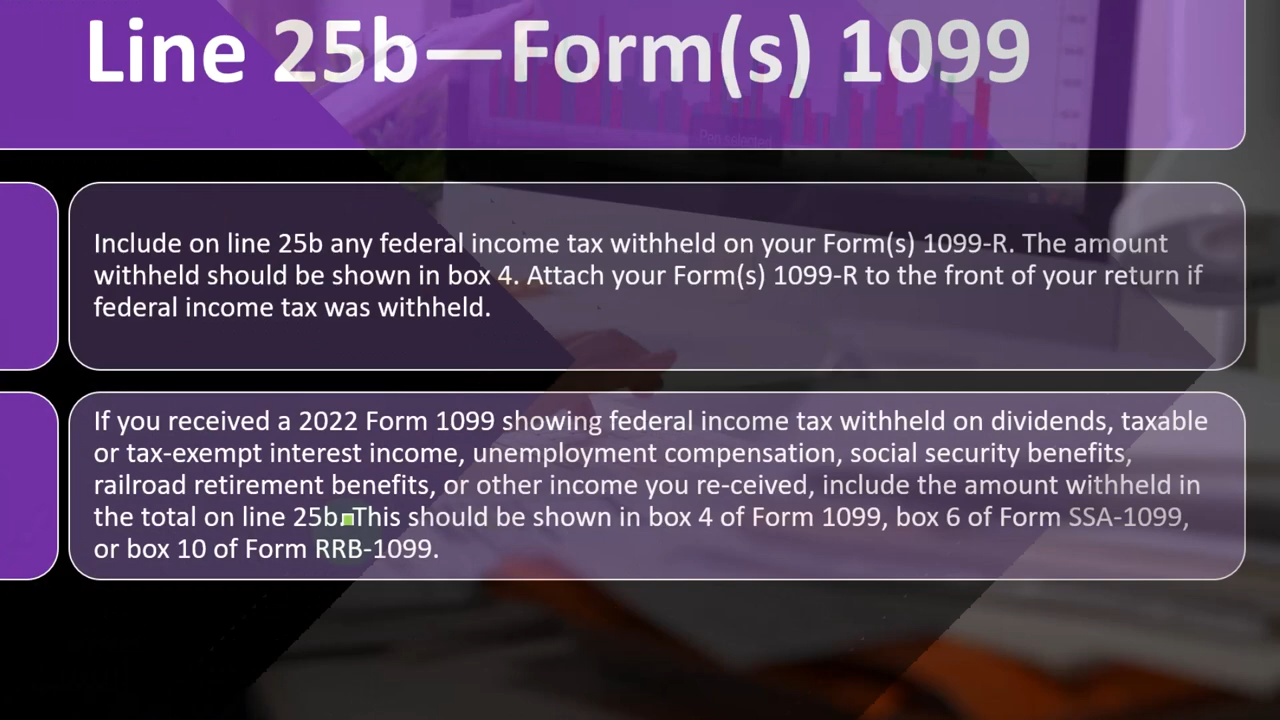 Line 25b—Form(s) 1099
Include on line 25b any federal income tax withheld on your Form(s) 1099-R. The amount
withheld should be shown in box 4. Attach your Form(s) 1099-R to the front of your return if
federal income tax was withheld.
If you received a 2022 Form 1099 showing federal income tax withheld on dividends, taxable
or tax-exempt interest income, unemployment compensation, social security benefits,
railroad retirement benefits, or other income you re-ceived, include the amount withheld in
the total on line 25b. This should be shown in box 4 of Form 1099, box 6 of Form SSA-1099,
or box 10 of Form RRB-1099.